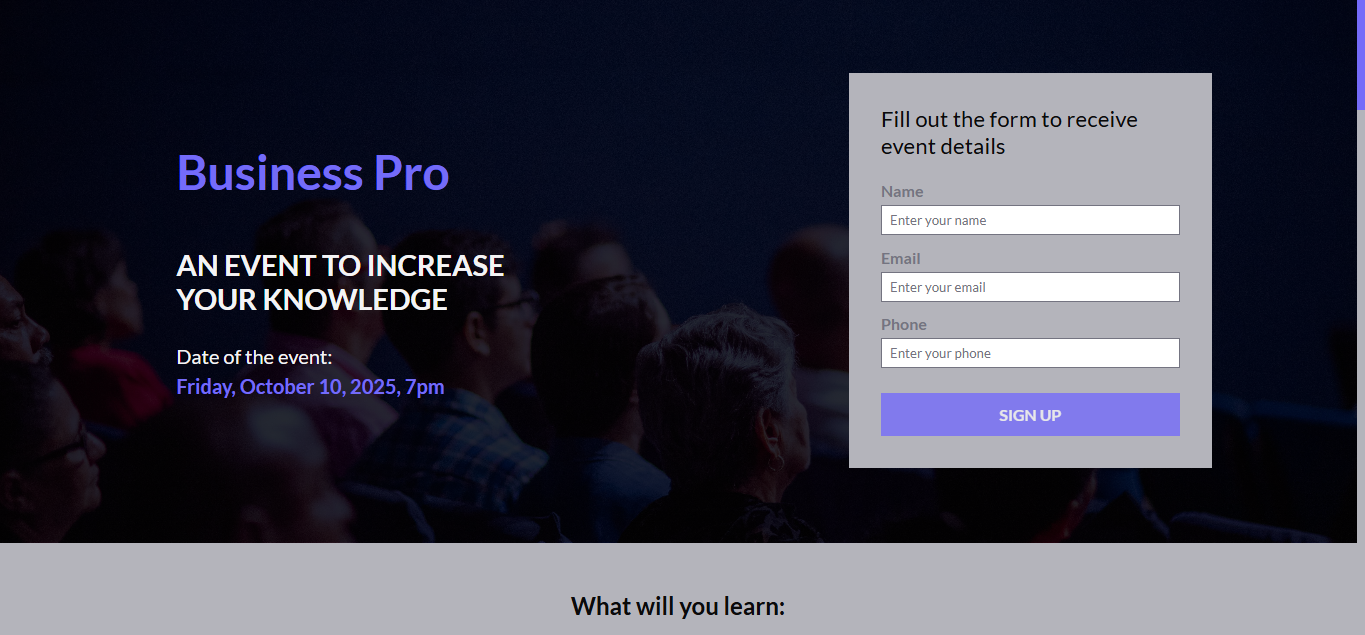 Business Pro
AN EVENT TO INCREASE
YOUR KNOWLEDGE
Date of the event:
Friday, October 10, 2025, 7pm
Fill out the form to receive
event details
Name
Enter your name
Email
Enter your email
Phone
Enter your phone
SIGN UP
What will you learn: